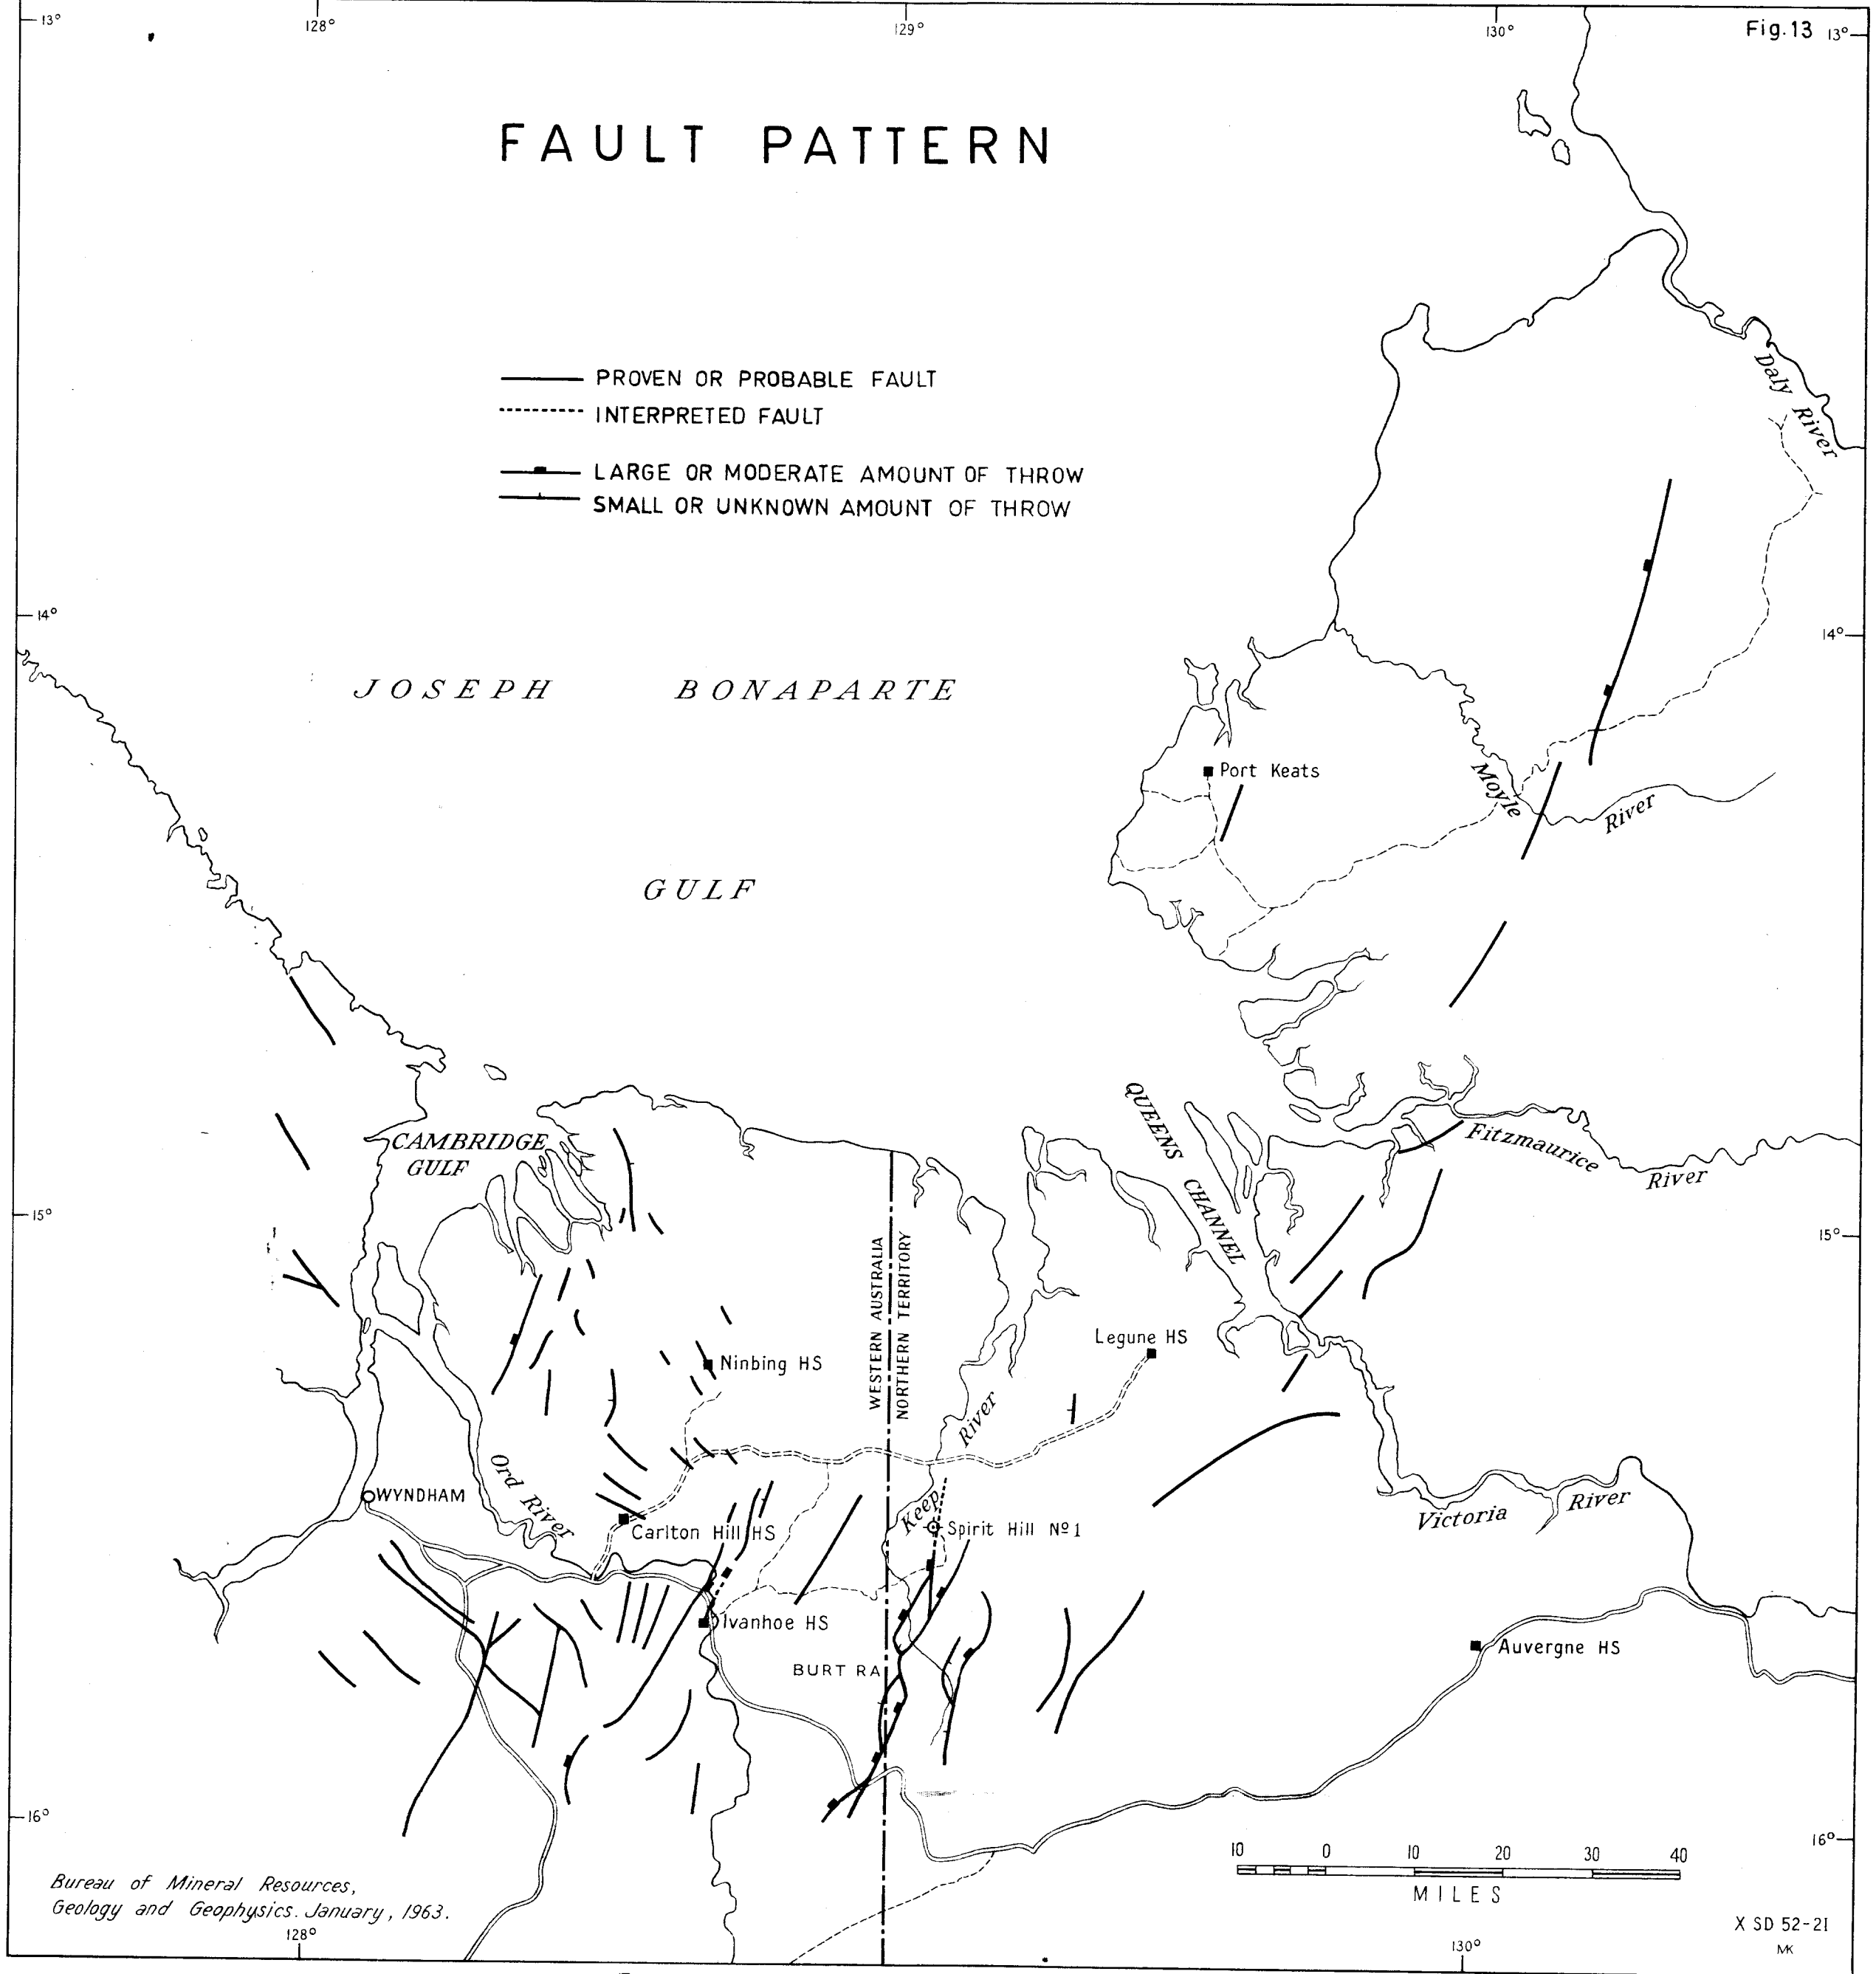 13°
128°
129°
130°
Fig.13
13°
FAULT PATTERN
PROVEN OR PROBABLE FAULT
INTERPRETED FAULT
LARGE OR MODERATE AMOUNT OF THROW
SMALL OR UNKNOWN AMOUNT OF THROW
Daly River
14°
14°
JOSEPH BONAPARTE
GULF
Port Keats
Moyle River
QUEENS CHANNEL
CAMBRIDGE
GULF
Fitzmaurice River
15°
15°
WESTERN AUSTRALIA
NORTHERN TERRITORY
Legune HS
Ninbing HS
Keep River
Ord River
WYNDHAM
Carlton Hill HS
Spirit Hill Nº1
Victoria River
Ivanhoe HS
BURT RA
Auvergne HS
16°
16°
10 0 10 20 30 40
MILES
Bureau of Mineral Resources,
Geology and Geophysics. January, 1963.
128°
130°
X SD 52-21
MK